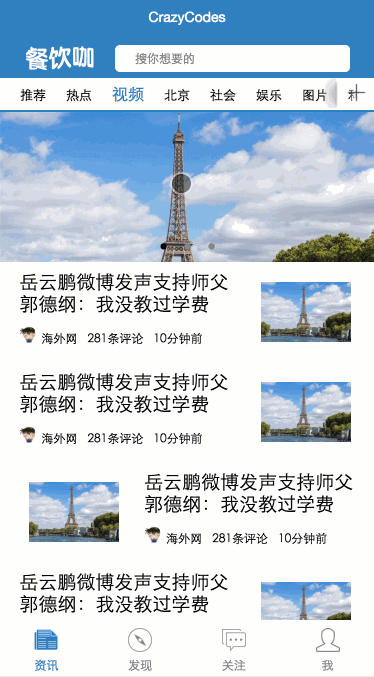 CrazyCodes
餐饮咖 搜你想要的
推荐 热点 视频 北京 社会 娱乐 图片
岳云鹏微博发声支持师父
郭德纲：我没教过学费
海外网 281条评论 10分钟前
岳云鹏微博发声支持师父
郭德纲：我没教过学费
海外网 281条评论 10分钟前
岳云鹏微博发声支持师父
郭德纲：我没教过学费
海外网 281条评论 10分钟前
岳云鹏微博发声支持师父
郭德纲：我没教过学费
资讯 发现 关注 我